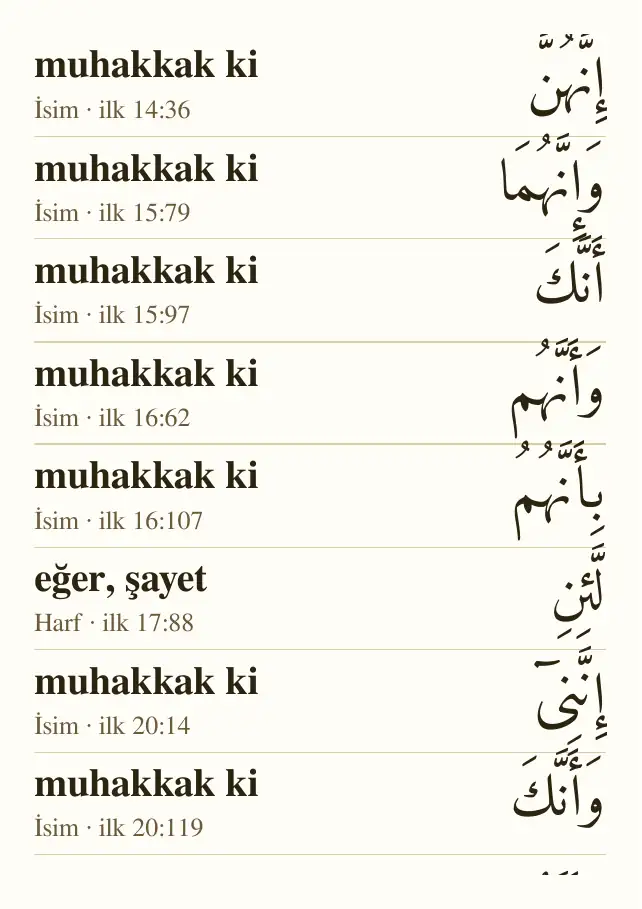 muhakkak ki إِنَّهُنَّ
İsim · ilk 14:36
muhakkak ki وَإِنَّهُمَا
İsim · ilk 15:79
muhakkak ki أَنَّكَ
İsim · ilk 15:97
muhakkak ki وَأَنَّهُم
İsim · ilk 16:62
muhakkak ki بِأَنَّهُمُ
İsim · ilk 16:107
eğer, şayet لَّئِنِ
Harf · ilk 17:88
muhakkak ki إِنَّنِىٓ
İsim · ilk 20:14
muhakkak ki وَأَنَّكَ
İsim · ilk 20:119